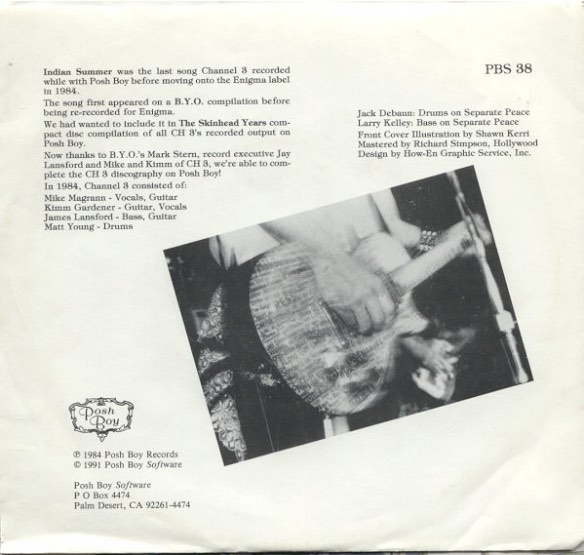 Indian Summer was the last song Channel 3 recorded
while with Posh Boy before moving onto the Enigma label
in 1984.
The song first appeared on a B.Y.O. compilation before
being re-recorded for Enigma.
We had wanted to include it in The Skinhead Years com-
pact disc compilation of all CH 3's recorded output on
Posh Boy.
Now thanks to B.Y.O.'s Mark Stern, record executive Jay
Lansford and Mike and Kimm of CH 3, we're able to com-
plete the CH 3 discography on Posh Boy!
In 1984, Channel 3 consisted of:
Mike Magrann - Vocals, Guitar
Kimm Gardener - Guitar, Vocals
James Lansford - Bass, Guitar
Matt Young - Drums
PBS 38
Jack Debaun: Drums on Separate Peace
Larry Kelley: Bass on Separate Peace
Front Cover Illustration by Shawn Kerri
Mastered by Richard Simpson, Hollywood
Design by How-En Graphic Service, Inc.
Posh
Boy
℗ 1984 Posh Boy Records
© 1991 Posh Boy Software
Posh Boy Software
P O Box 4474
Palm Desert, CA 92261-4474